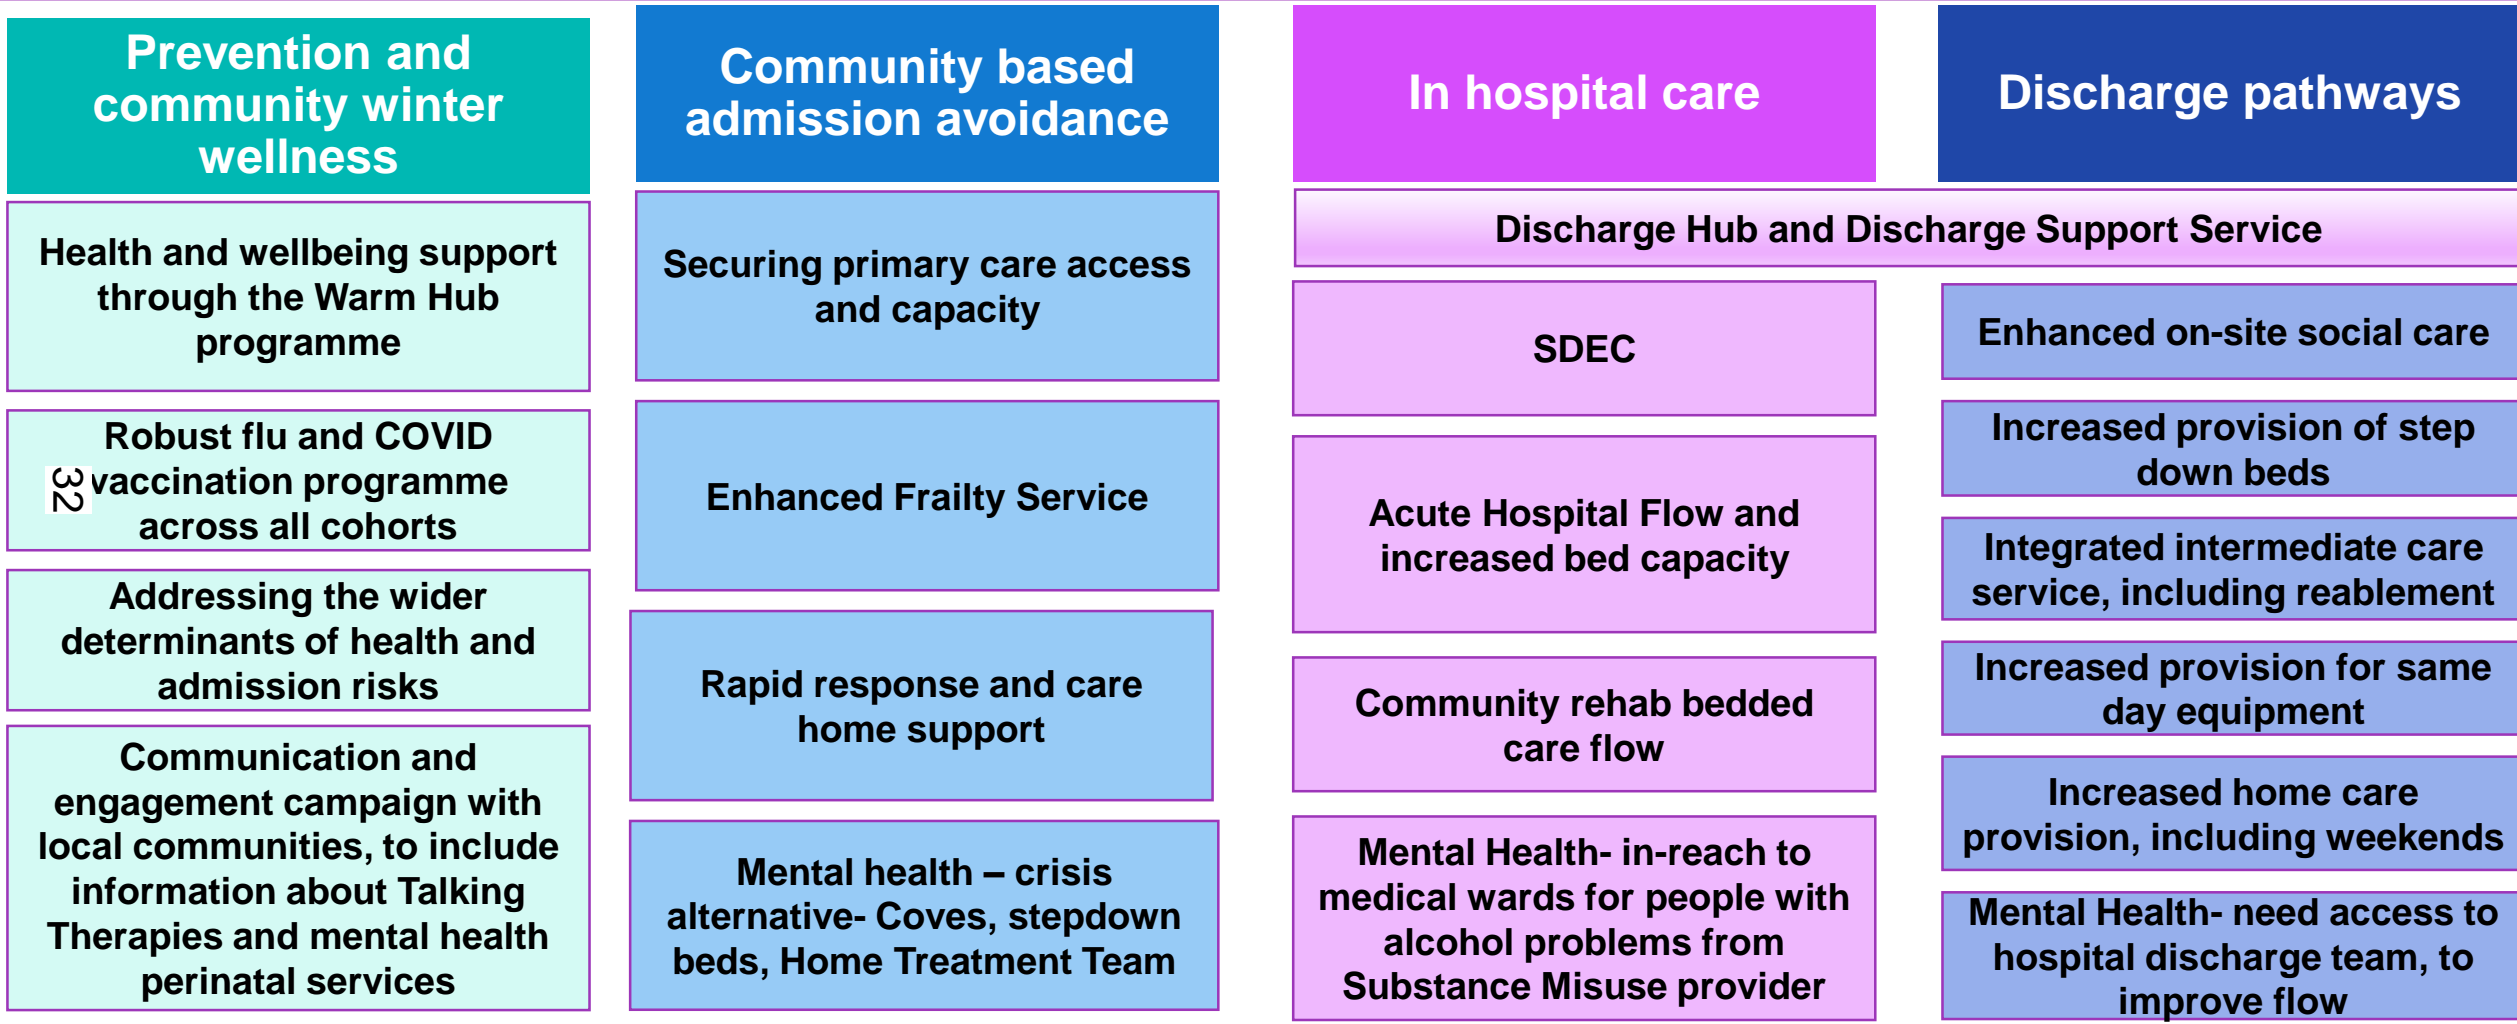 Prevention and
community winter
wellness
Health and wellbeing support
through the Warm Hub
programme
Robust flu and COVID
vaccination programme
across all cohorts
32
Addressing the wider
determinants of health and
admission risks
Communication and
engagement campaign with
local communities, to include
information about Talking
Therapies and mental health
perinatal services
Community based
admission avoidance
Securing primary care access
and capacity
Enhanced Frailty Service
Rapid response and care
home support
Mental health – crisis
alternative- Coves, stepdown
beds, Home Treatment Team
In hospital care
Discharge pathways
Discharge Hub and Discharge Support Service
SDEC
Acute Hospital Flow and
increased bed capacity
Community rehab bedded
care flow
Mental Health- in-reach to
medical wards for people with
alcohol problems from
Substance Misuse provider
Enhanced on-site social care
Increased provision of step
down beds
Integrated intermediate care
service, including reablement
Increased provision for same
day equipment
Increased home care
provision, including weekends
Mental Health- need access to
hospital discharge team, to
improve flow